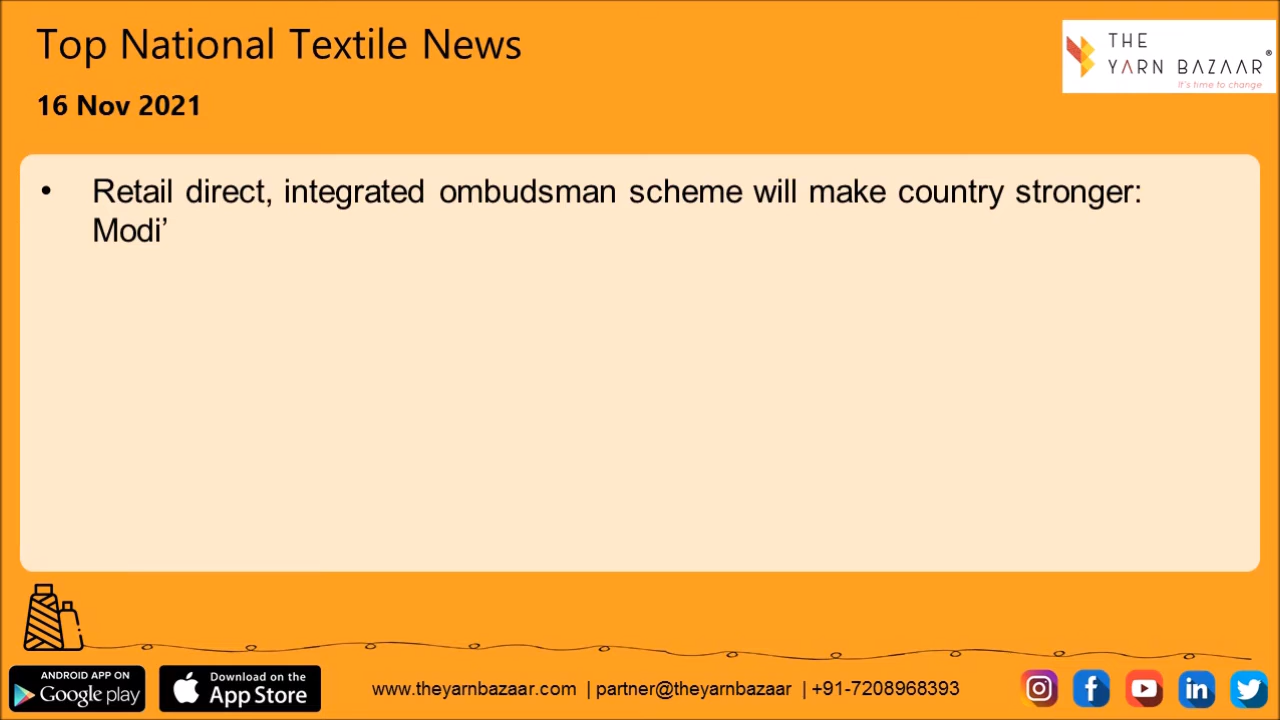 Top National Textile News
THE
YARN BAZAAR®
It's time to change
16 Nov 2021
• Retail direct, integrated ombudsman scheme will make country stronger:
Modi’
ANDROID APP ON
Google play
Download on the
App Store
www.theyarnbazaar.com | partner@theyarnbazaar | +91-7208968393